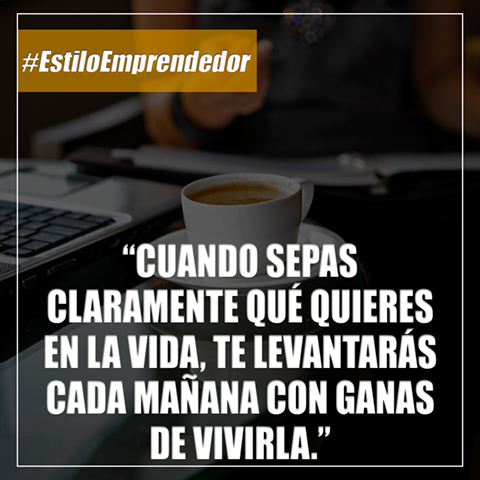 #EstiloEmprendedor
“CUANDO SEPAS
CLARAMENTE QUÉ QUIERES
EN LA VIDA, TE LEVANTARÁS
CADA MAÑANA CON GANAS
DE VIVIRLA.”